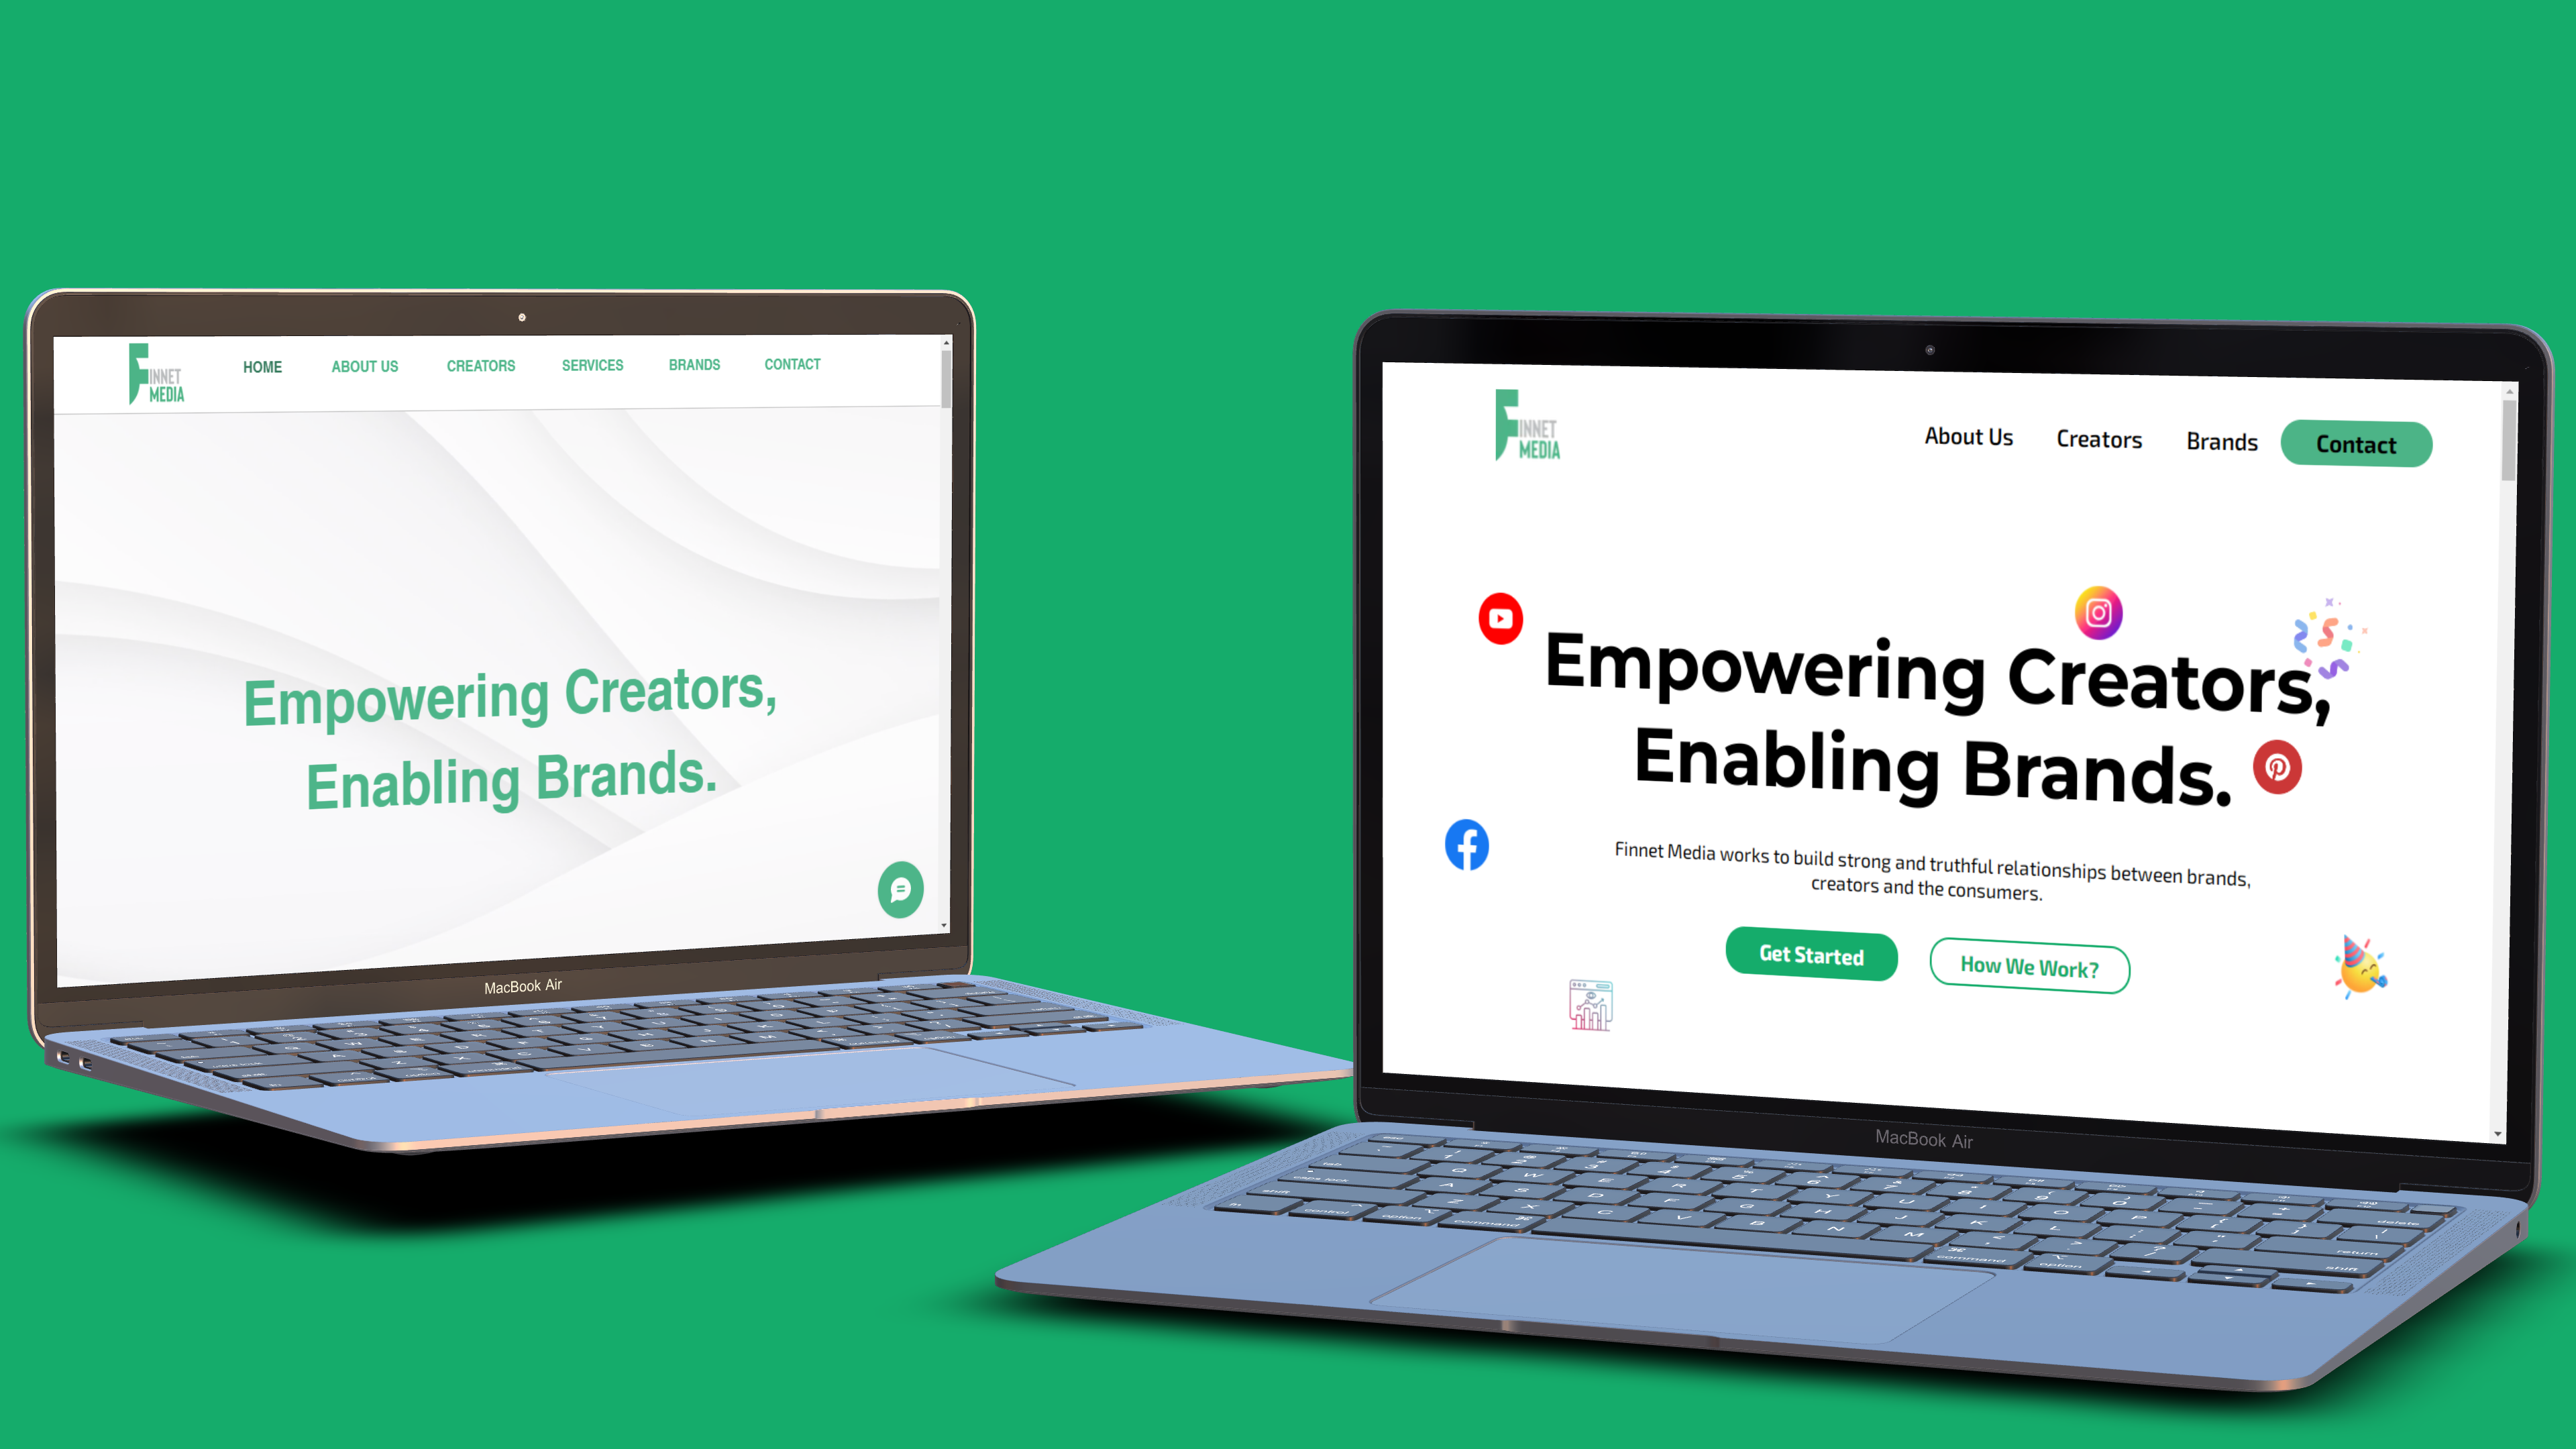 FINNET
MEDIA
HOME
ABOUT US
CREATORS
SERVICES
BRANDS
CONTACT
Empowering Creators,
Enabling Brands.
MacBook Air
FINNET
MEDIA
About Us
Creators
Brands
Contact
Empowering Creators,
Enabling Brands.
Finnet Media works to build strong and truthful relationships between brands,
creators and the consumers.
Get Started
How We Work?
MacBook Air